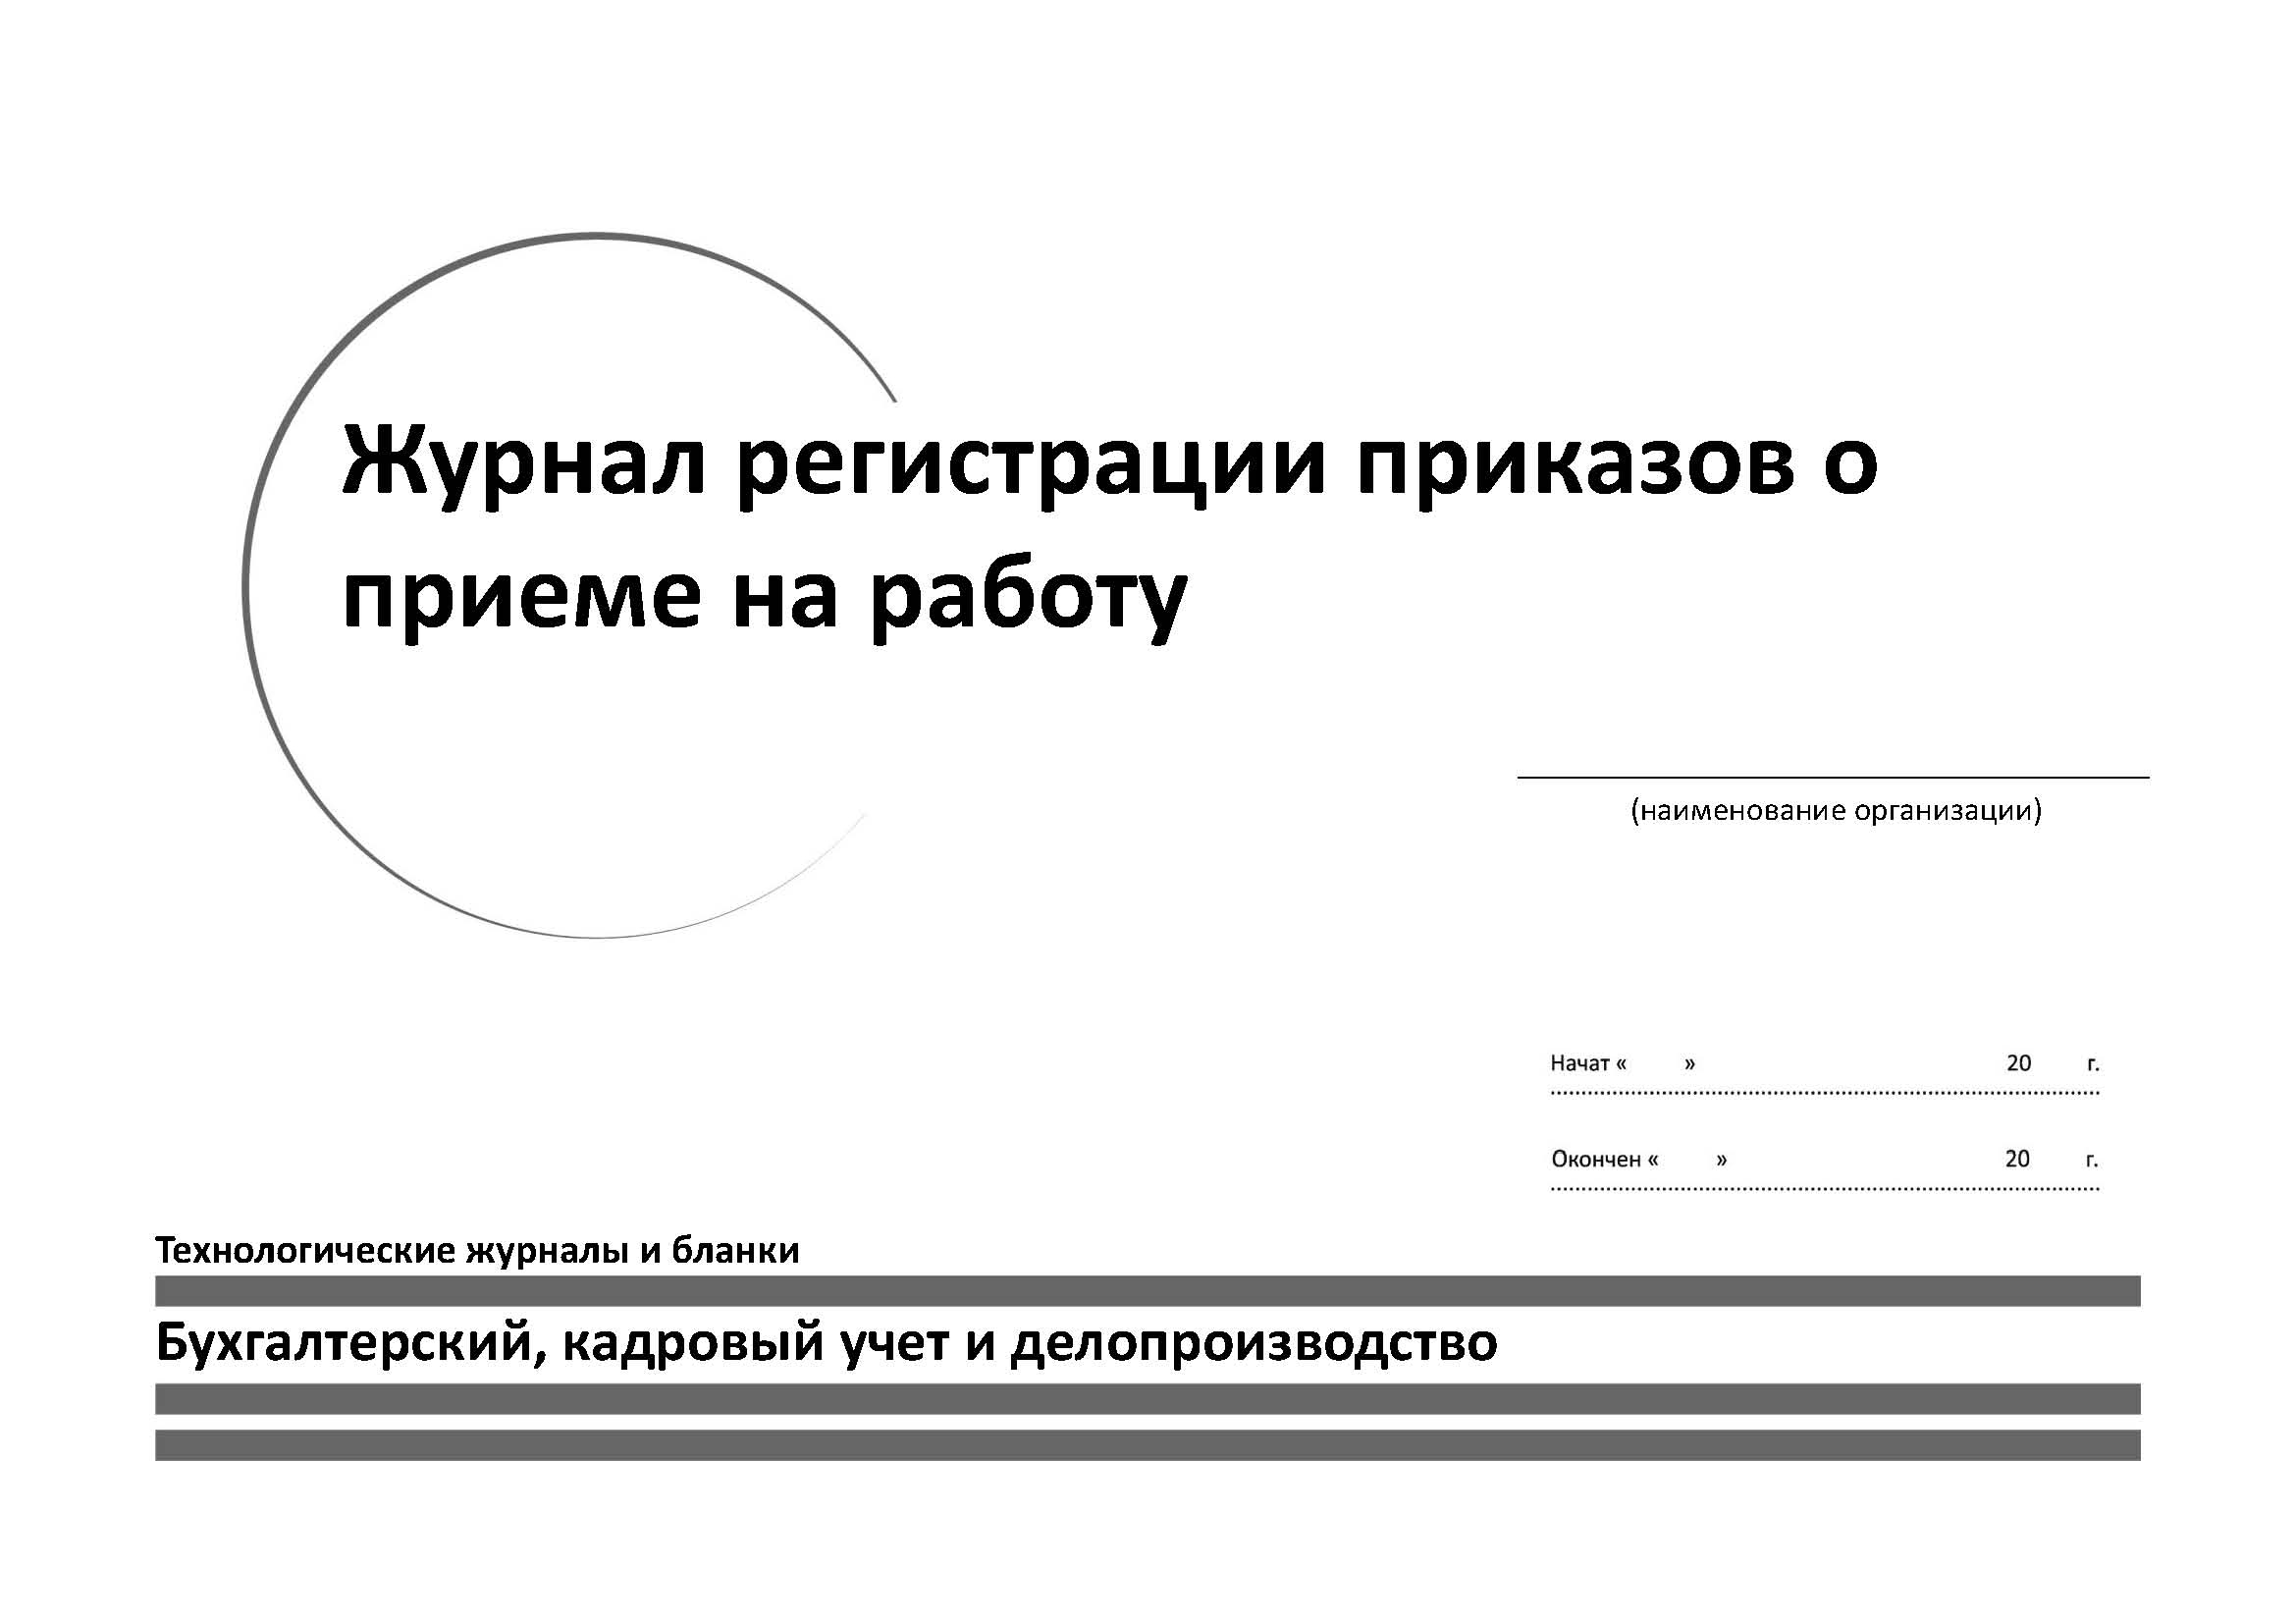 Журнал регистрации приказов о
приеме на работу
(наименование организации)
Начат « » 20 г.
Окончен « » 20 г.
Технологические журналы и бланки
Бухгалтерский, кадровый учет и делопроизводство